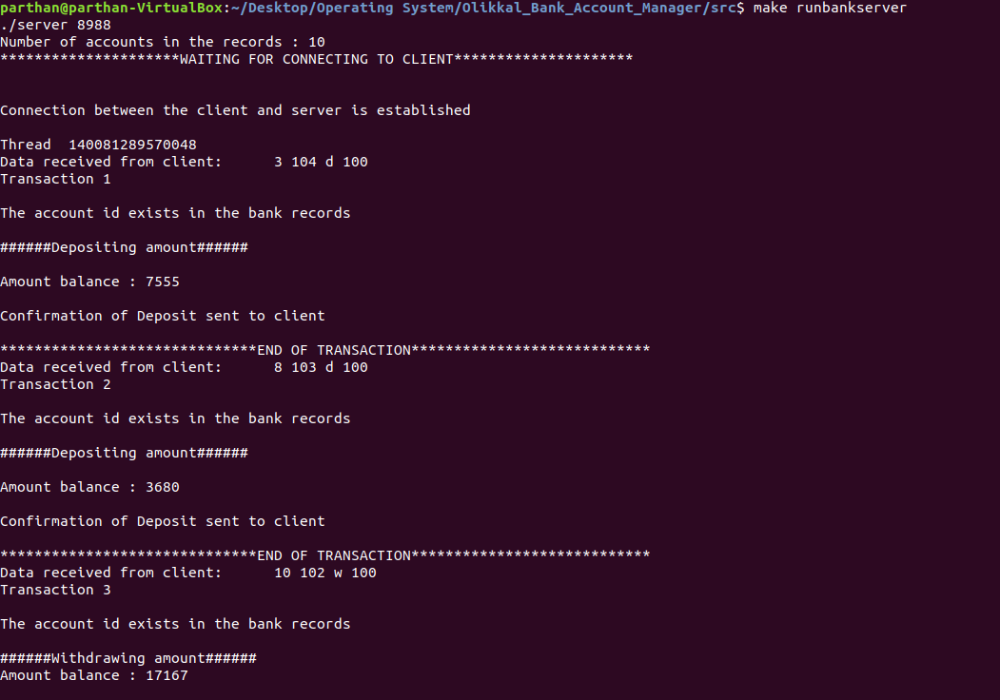 parthan@parthan-VirtualBox:~/Desktop/Operating System/Olikkal_Bank_Account_Manager/src$ make runbankserver
./server 8988
Number of accounts in the records : 10
*********************WAITING FOR CONNECTING TO CLIENT*********************
Connection between the client and server is established
Thread  140081289570048
Data received from client:      3 104 d 100
Transaction 1
The account id exists in the bank records
######Depositing amount######
Amount balance : 7555
Confirmation of Deposit sent to client
******************************END OF TRANSACTION****************************
Data received from client:      8 103 d 100
Transaction 2
The account id exists in the bank records
######Depositing amount######
Amount balance : 3680
Confirmation of Deposit sent to client
******************************END OF TRANSACTION****************************
Data received from client:      10 102 w 100
Transaction 3
The account id exists in the bank records
######Withdrawing amount######
Amount balance : 17167